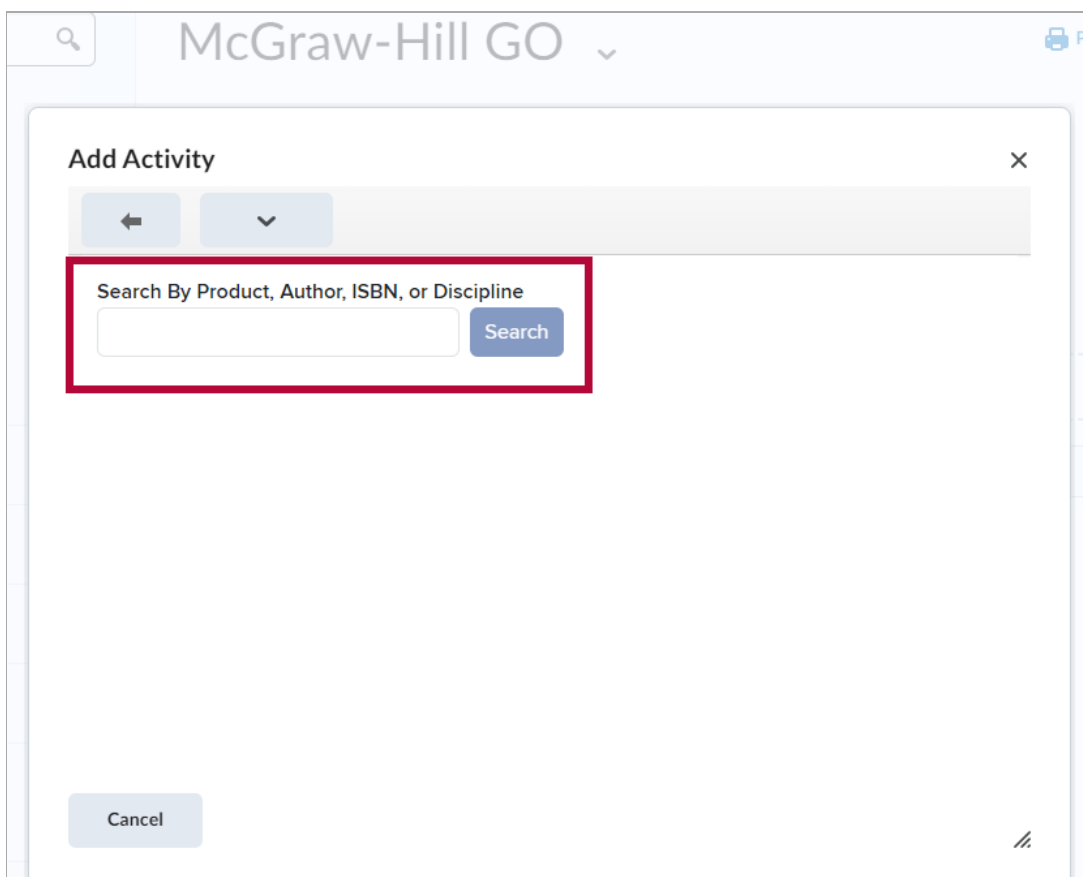 McGraw-Hill GO
Add Activity
Search By Product, Author, ISBN, or Discipline
Search
Cancel